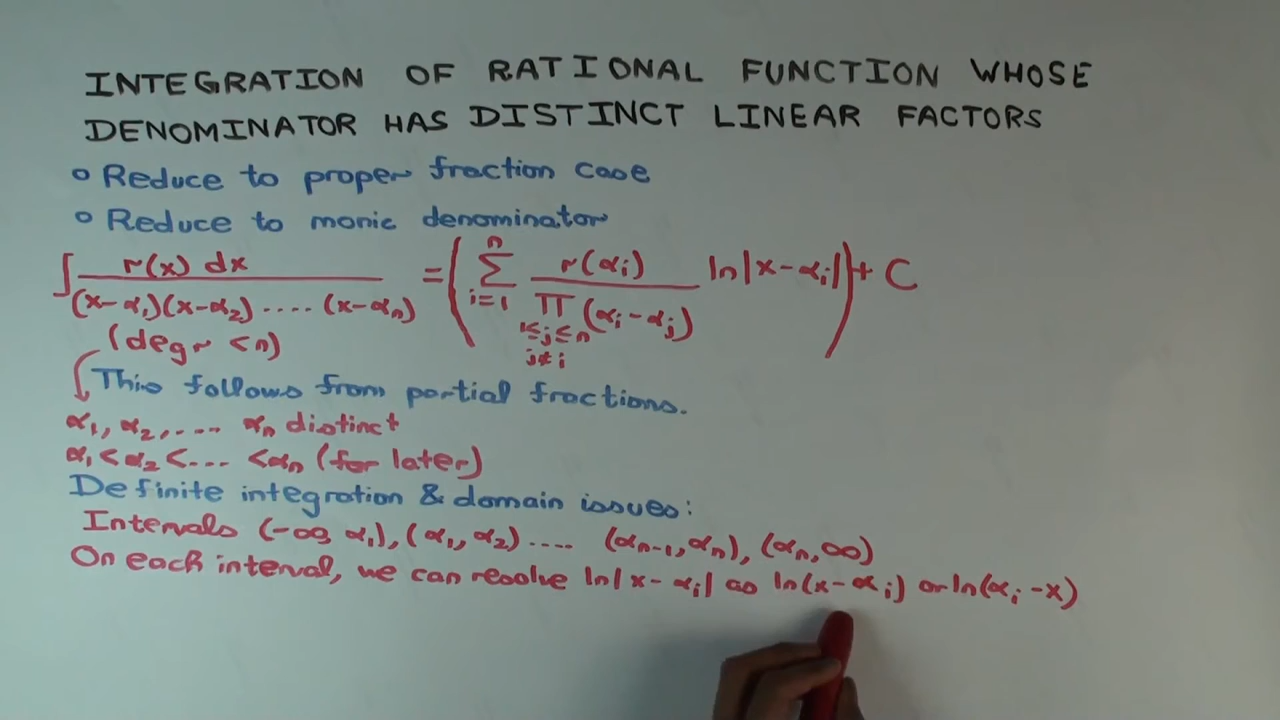 INTEGRATION OF RATIONAL FUNCTION WHOSE
DENOMINATOR HAS DISTINCT LINEAR FACTORS
o Reduce to proper fraction case
o Reduce to monic denominator
∫ r(x) dx / (x-α₁)(x-α₂).....(x-αₙ) = ( Σ_{i=1}^{n} r(αᵢ) / Π_{1≤j≤n, j≠i} (αᵢ-αⱼ) ln|x-αᵢ| ) + C
(deg r < n)
This follows from partial fractions.
α₁, α₂,.... αₙ distinct
α₁<α₂<... <αₙ (for later)
Definite integration & domain issues:
Intervals (-∞, α₁), (α₁, α₂) .... (αₙ₋₁, αₙ), (αₙ, ∞)
On each interval, we can resolve ln|x-αᵢ| as ln(x-αᵢ) or ln(αᵢ-x)